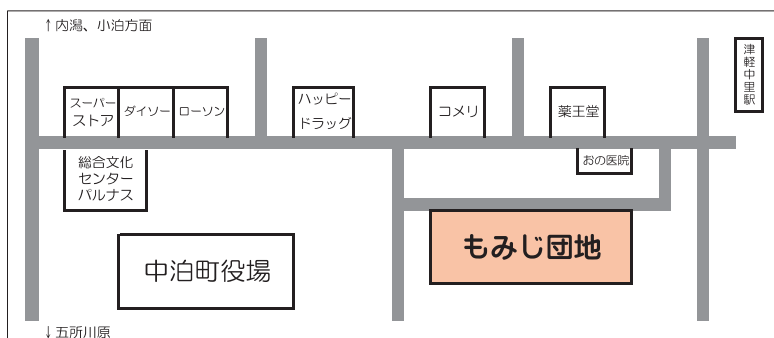 ↑内潟、小泊方面
津軽中里駅
スーパー
ストア
ダイソー
ローソン
ハッピー
ドラッグ
コメリ
薬王堂
総合文化
センター
パルナス
おの医院
もみじ団地
中泊町役場
↓五所川原